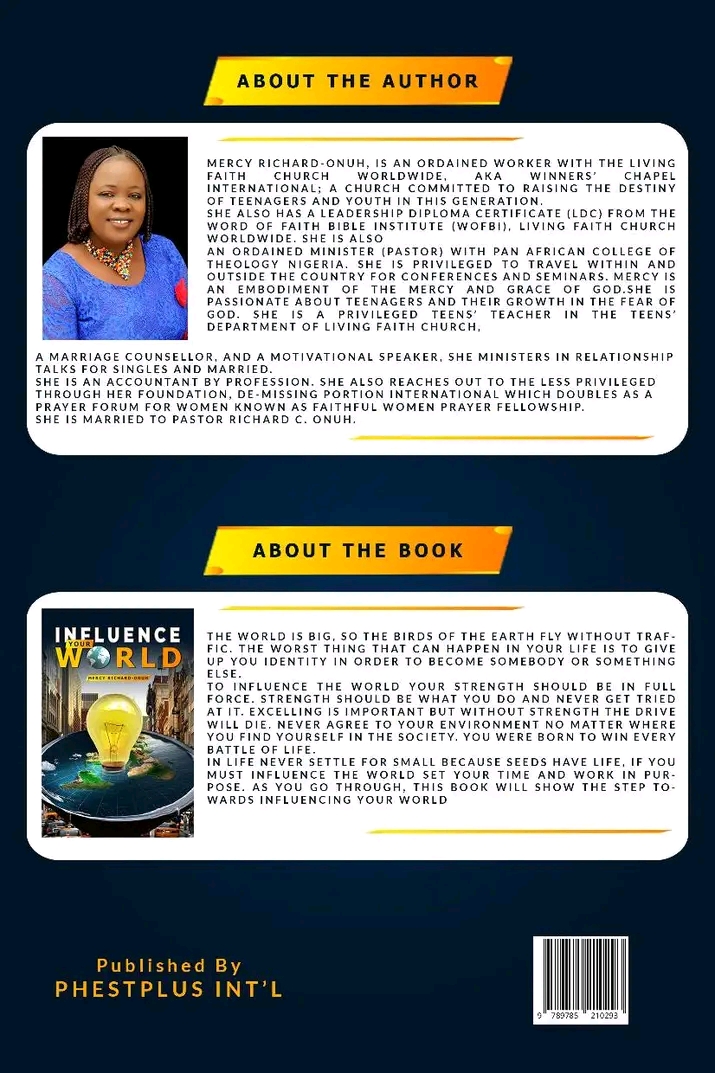 ABOUT THE AUTHOR
MERCY RICHARD-ONUH, IS AN ORDAINED WORKER WITH THE LIVING
FAITH CHURCH WORLDWIDE, AKA WINNERS' CHAPEL
INTERNATIONAL; A CHURCH COMMITTED TO RAISING THE DESTINY
OF TEENAGERS AND YOUTH IN THIS GENERATION.
SHE ALSO HAS A LEADERSHIP DIPLOMA CERTIFICATE (LDC) FROM THE
WORD OF FAITH BIBLE INSTITUTE (WOFBI), LIVING FAITH CHURCH
WORLDWIDE. SHE IS ALSO
AN ORDAINED MINISTER (PASTOR) WITH PAN AFRICAN COLLEGE OF
THEOLOGY NIGERIA. SHE IS PRIVILEGED TO TRAVEL WITHIN AND
OUTSIDE THE COUNTRY FOR CONFERENCES AND SEMINARS. MERCY IS
AN EMBODIMENT OF THE MERCY AND GRACE OF GOD.SHE IS
PASSIONATE ABOUT TEENAGERS AND THEIR GROWTH IN THE FEAR OF
GOD. SHE IS A PRIVILEGED TEENS' TEACHER IN THE TEENS'
DEPARTMENT OF LIVING FAITH CHURCH,
A MARRIAGE COUNSELLOR, AND A MOTIVATIONAL SPEAKER, SHE MINISTERS IN RELATIONSHIP
TALKS FOR SINGLES AND MARRIED.
SHE IS AN ACCOUNTANT BY PROFESSION. SHE ALSO REACHES OUT TO THE LESS PRIVILEGED
THROUGH HER FOUNDATION, DE-MISSING PORTION INTERNATIONAL WHICH DOUBLES AS A
PRAYER FORUM FOR WOMEN KNOWN AS FAITHFUL WOMEN PRAYER FELLOWSHIP.
SHE IS MARRIED TO PASTOR RICHARD C. ONUH.
ABOUT THE BOOK
INFLUENCE
YOUR
WORLD
MERCY RICHARD-ONUH
THE WORLD IS BIG, SO THE BIRDS OF THE EARTH FLY WITHOUT TRAF-
FIC. THE WORST THING THAT CAN HAPPEN IN YOUR LIFE IS TO GIVE
UP YOU IDENTITY IN ORDER TO BECOME SOMEBODY OR SOMETHING
ELSE.
TO INFLUENCE THE WORLD YOUR STRENGTH SHOULD BE IN FULL
FORCE. STRENGTH SHOULD BE WHAT YOU DO AND NEVER GET TRIED
AT IT. EXCELLING IS IMPORTANT BUT WITHOUT STRENGTH THE DRIVE
WILL DIE. NEVER AGREE TO YOUR ENVIRONMENT NO MATTER WHERE
YOU FIND YOURSELF IN THE SOCIETY. YOU WERE BORN TO WIN EVERY
BATTLE OF LIFE.
IN LIFE NEVER SETTLE FOR SMALL BECAUSE SEEDS HAVE LIFE, IF YOU
MUST INFLUENCE THE WORLD SET YOUR TIME AND WORK IN PUR-
POSE. AS YOU GO THROUGH, THIS BOOK WILL SHOW THE STEP TO-
WARDS INFLUENCING YOUR WORLD
Published By
PHESTPLUS INT'L
9 789785 210293